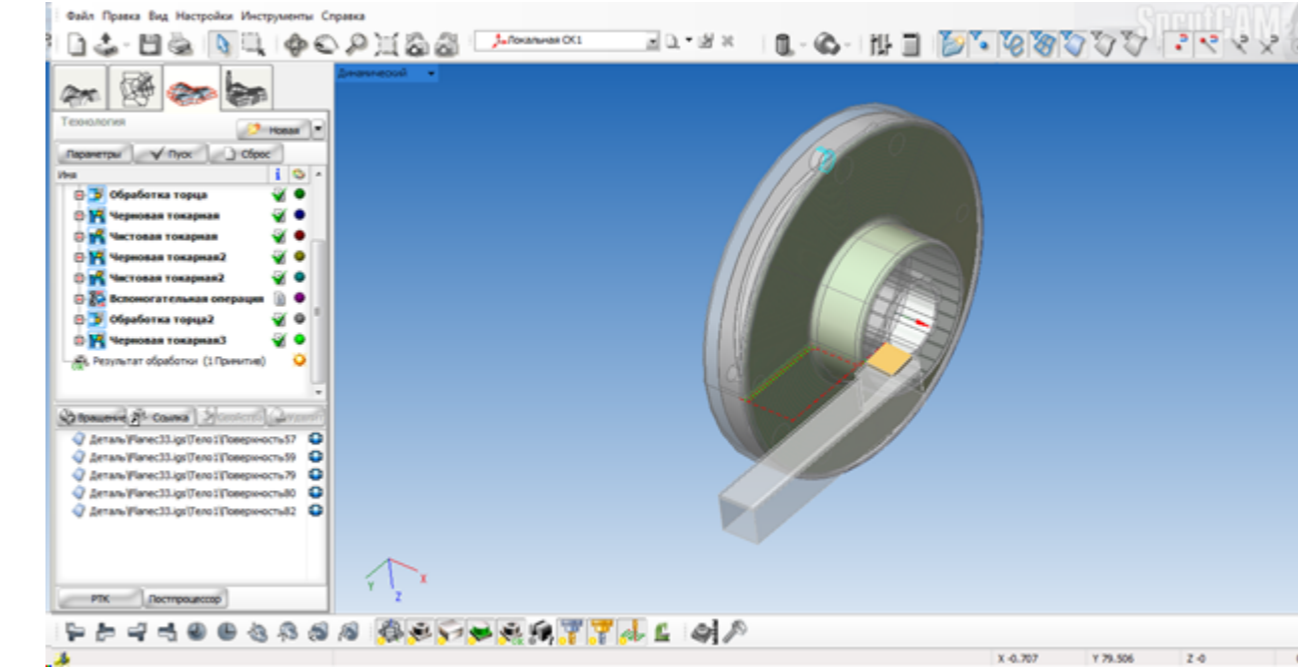 Файл Правка Вид Настройки Инструменты Справка
SprutCAM
Локальная СК1
Динамический
Технология
Новая
Параметры Пуск Сброс
Имя
Обработка торца
Черновая токарная
Чистовая токарная
Черновая токарная2
Чистовая токарная2
Вспомогательная операция
Обработка торца2
Черновая токарная3
Результат обработки (1 Примитив)
Вращение Ссылка
Деталь\Flanec33.igs\Тело1\Поверхность57
Деталь\Flanec33.igs\Тело1\Поверхность59
Деталь\Flanec33.igs\Тело1\Поверхность79
Деталь\Flanec33.igs\Тело1\Поверхность80
Деталь\Flanec33.igs\Тело1\Поверхность82
X
Y
Z
РТК Постпроцессор
X -0.707 Y 79.506 Z -0